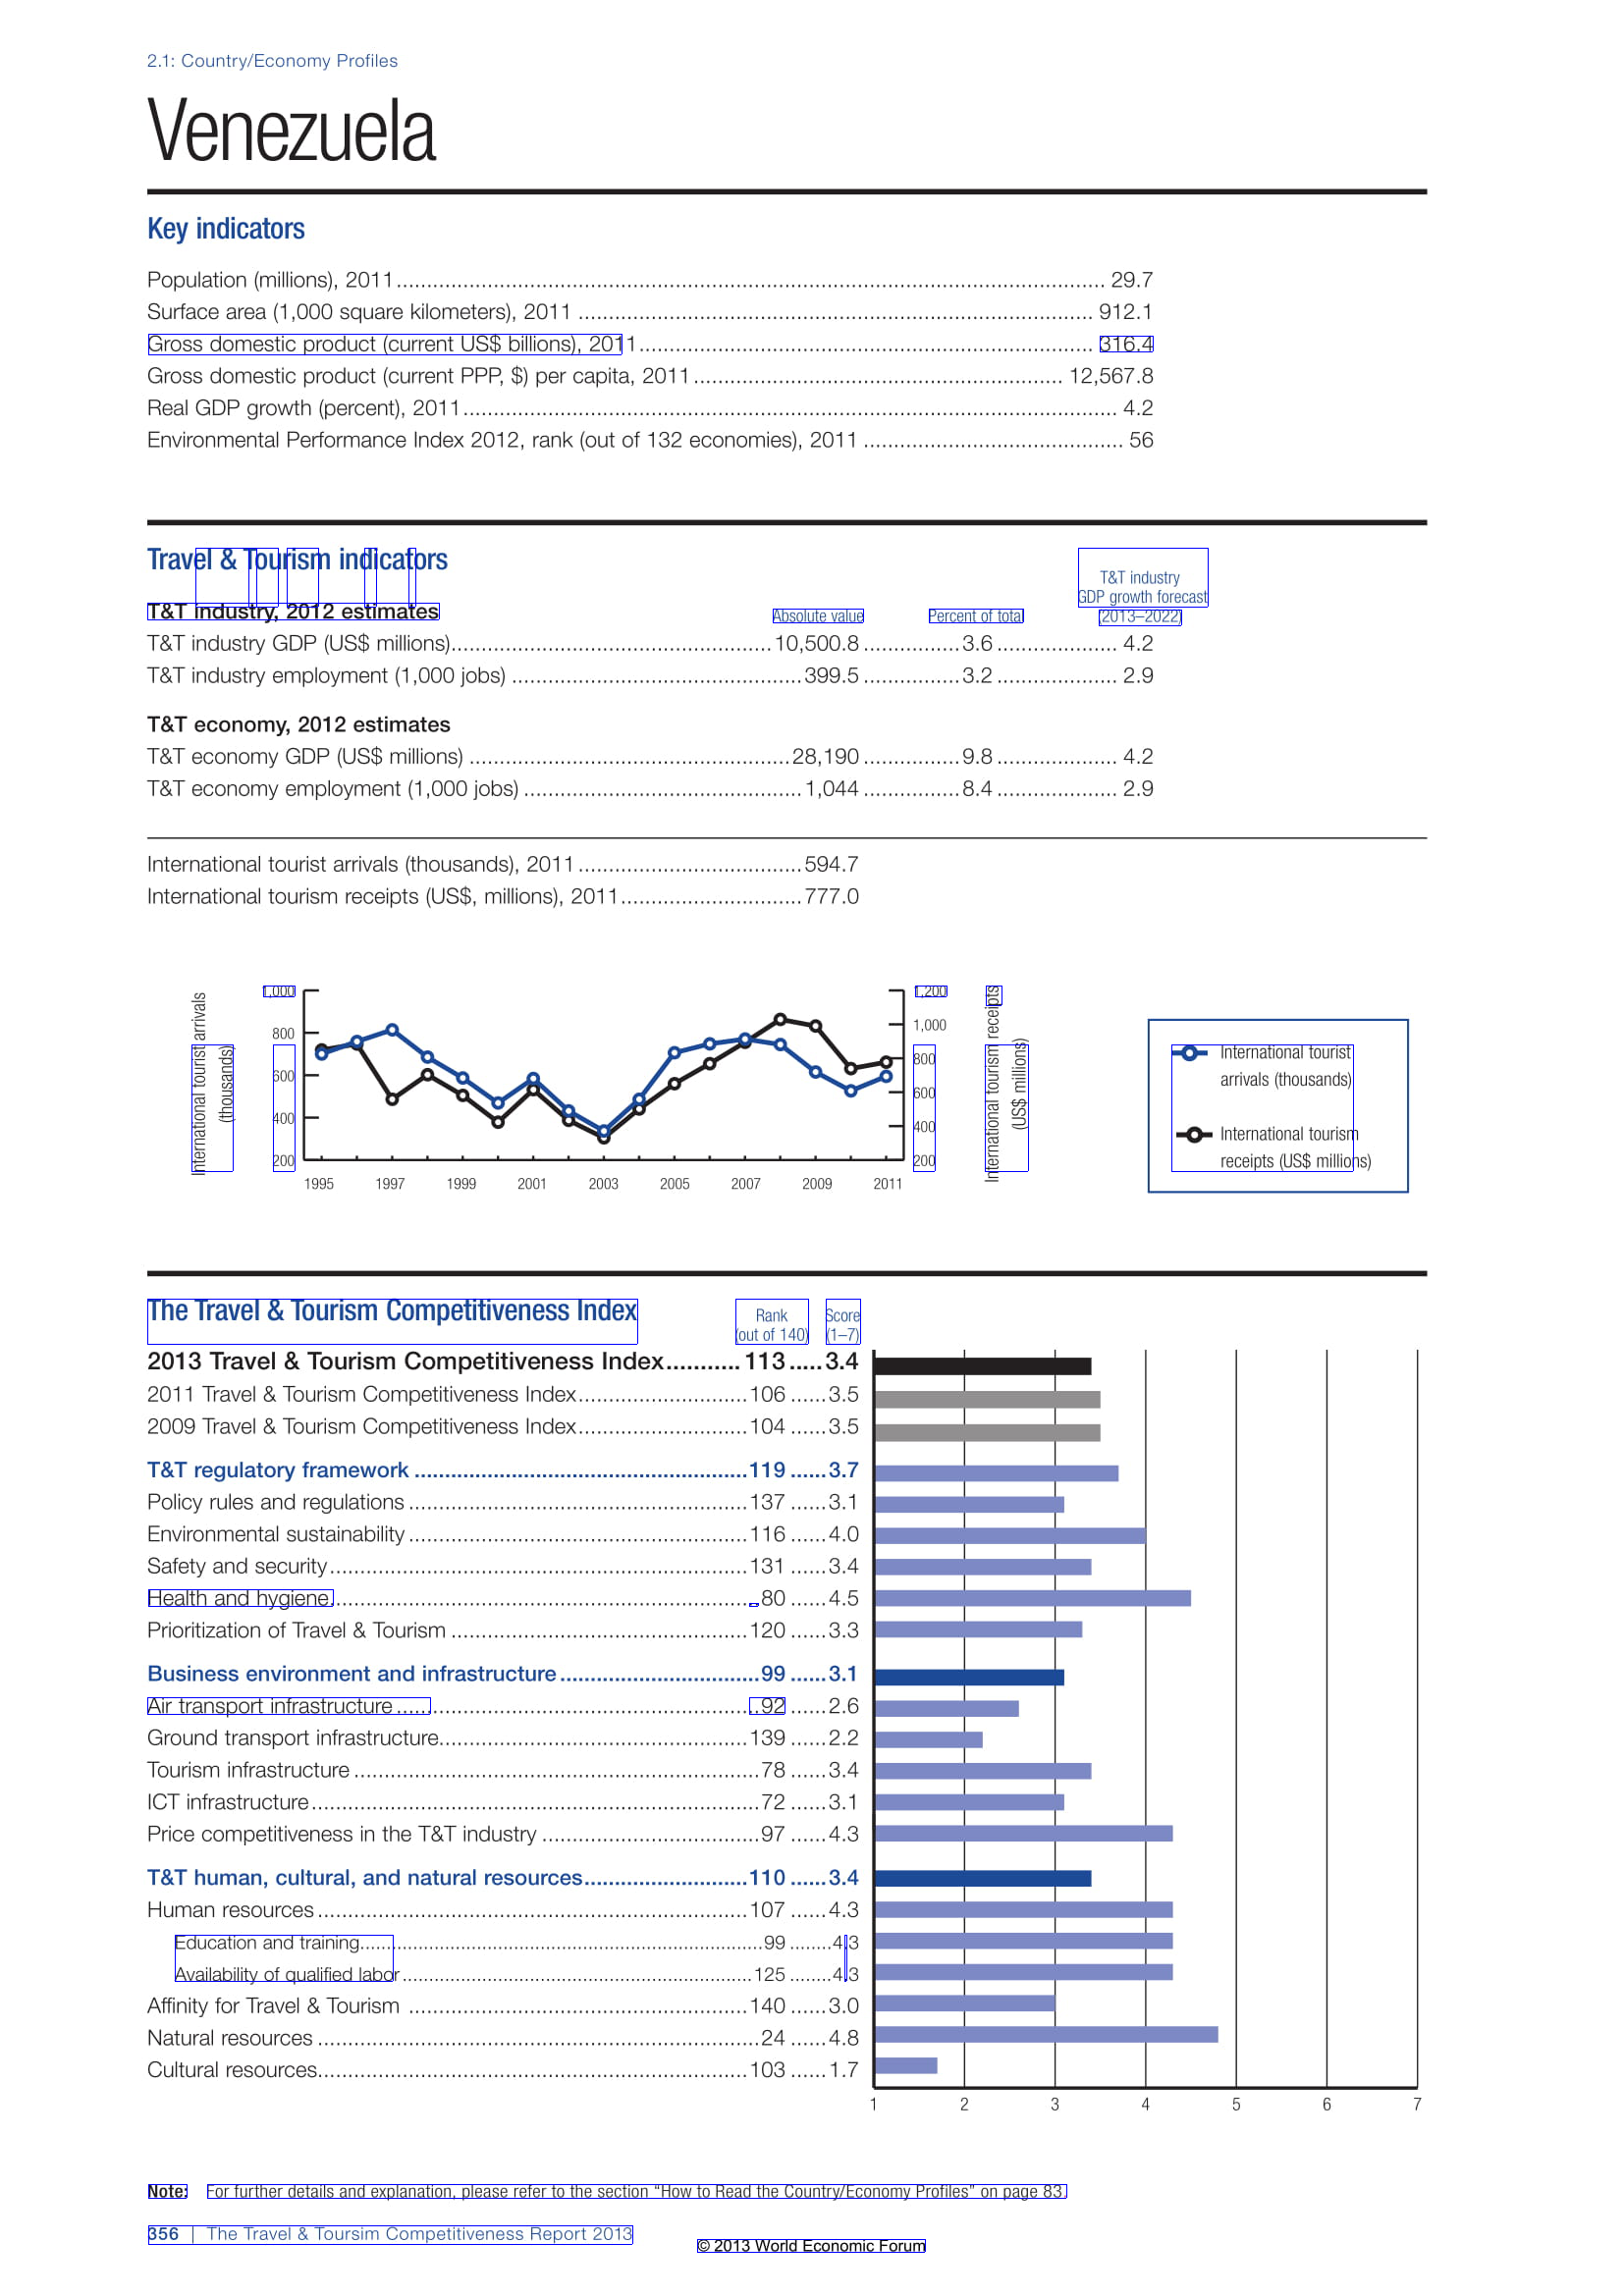 2.1: Country/Economy Profiles
Venezuela
Key indicators
Population (millions), 2011 29.7
Surface area (1,000 square kilometers), 2011 912.1
Gross domestic product (current US$ billions), 2011 316.4
Gross domestic product (current PPP, $) per capita, 2011 12,567.8
Real GDP growth (percent), 2011 4.2
Environmental Performance Index 2012, rank (out of 132 economies), 2011 56
Travel & Tourism indicators
T&T industry
GDP growth forecast
T&T industry, 2012 estimates Absolute value Percent of total (2013–2022)
T&T industry GDP (US$ millions) 10,500.8 3.6 4.2
T&T industry employment (1,000 jobs) 399.5 3.2 2.9
T&T economy, 2012 estimates
T&T economy GDP (US$ millions) 28,190 9.8 4.2
T&T economy employment (1,000 jobs) 1,044 8.4 2.9
International tourist arrivals (thousands), 2011 594.7
International tourism receipts (US$, millions), 2011 777.0
International tourist arrivals
(thousands)
1,000
800
600
400
200
1995 1997 1999 2001 2003 2005 2007 2009 2011
1,200
1,000
800
600
400
200
International tourism receipts
(US$ millions)
International tourist
arrivals (thousands)
International tourism
receipts (US$ millions)
The Travel & Tourism Competitiveness Index
Rank
(out of 140)
Score
(1–7)
2013 Travel & Tourism Competitiveness Index 113 3.4
2011 Travel & Tourism Competitiveness Index 106 3.5
2009 Travel & Tourism Competitiveness Index 104 3.5
T&T regulatory framework 119 3.7
Policy rules and regulations 137 3.1
Environmental sustainability 116 4.0
Safety and security 131 3.4
Health and hygiene 80 4.5
Prioritization of Travel & Tourism 120 3.3
Business environment and infrastructure 99 3.1
Air transport infrastructure 92 2.6
Ground transport infrastructure 139 2.2
Tourism infrastructure 78 3.4
ICT infrastructure 72 3.1
Price competitiveness in the T&T industry 97 4.3
T&T human, cultural, and natural resources 110 3.4
Human resources 107 4.3
Education and training 99 4.3
Availability of qualified labor 125 4.3
Affinity for Travel & Tourism 140 3.0
Natural resources 24 4.8
Cultural resources 103 1.7
1 2 3 4 5 6 7
Note: For further details and explanation, please refer to the section “How to Read the Country/Economy Profiles” on page 83.
356 | The Travel & Toursim Competitiveness Report 2013
© 2013 World Economic Forum